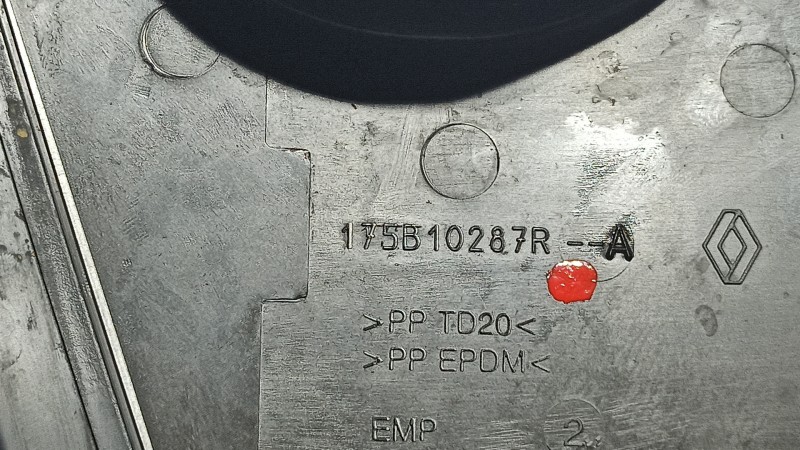 175B10287R--A
>PP TD20<
>PP EPDM<
EMP 2